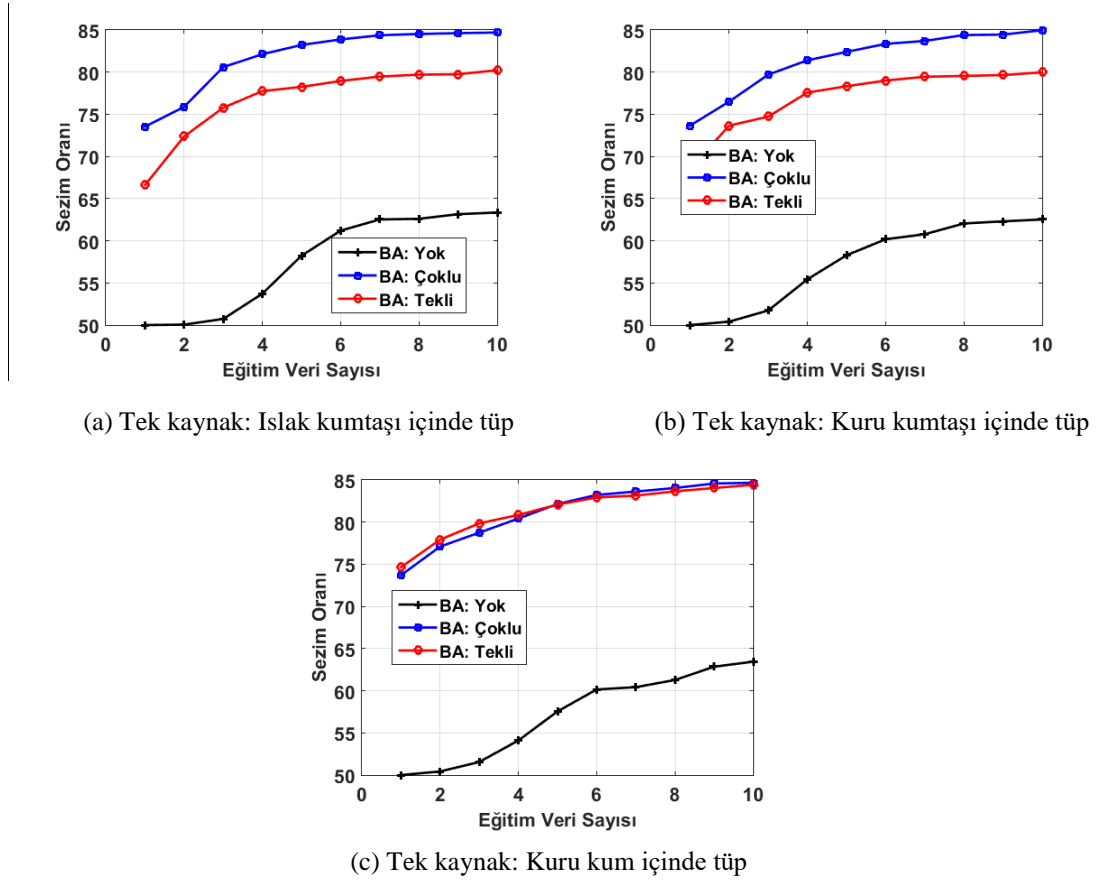 85
80
75
70
65
60
55
50
Sezim Oranı
BA: Yok
BA: Çoklu
BA: Tekli
0 2 4 6 8 10
Eğitim Veri Sayısı
(a) Tek kaynak: Islak kumtaşı içinde tüp
85
80
75
70
65
60
55
50
Sezim Oranı
BA: Yok
BA: Çoklu
BA: Tekli
0 2 4 6 8 10
Eğitim Veri Sayısı
(b) Tek kaynak: Kuru kumtaşı içinde tüp
85
80
75
70
65
60
55
50
Sezim Oranı
BA: Yok
BA: Çoklu
BA: Tekli
0 2 4 6 8 10
Eğitim Veri Sayısı
(c) Tek kaynak: Kuru kum içinde tüp